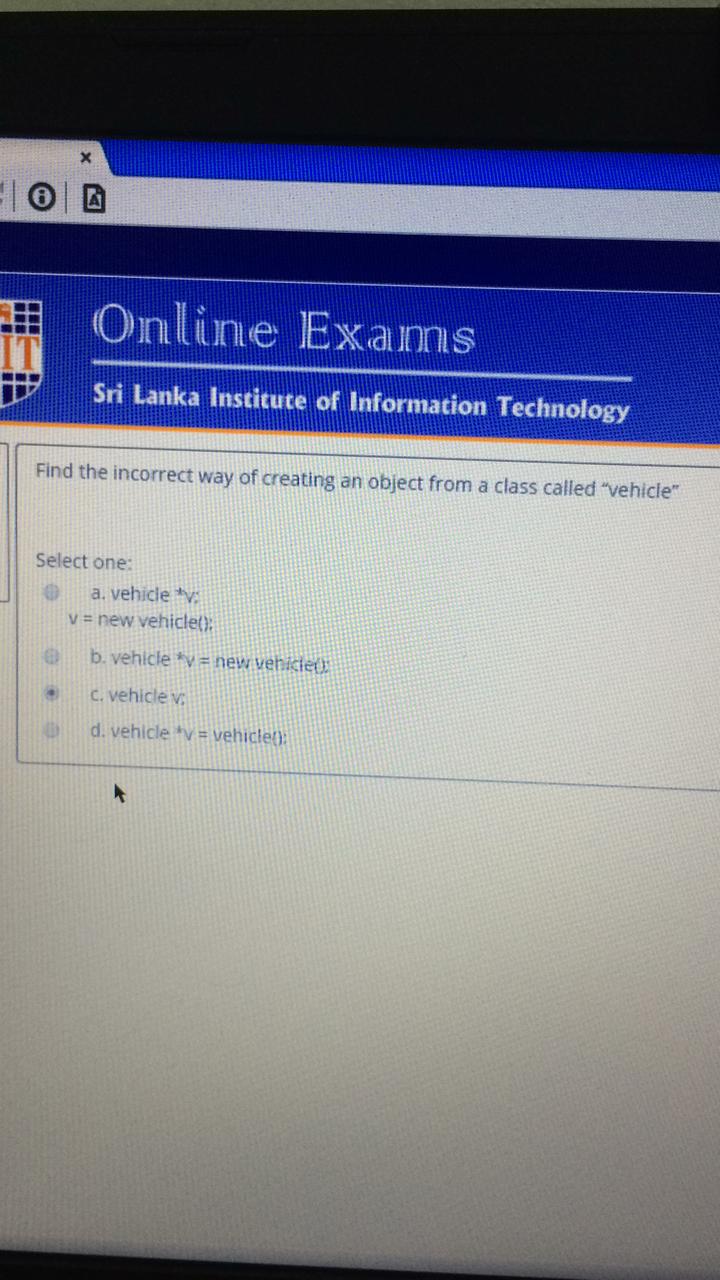 Online Exams
IT
Sri Lanka Institute of Information Technology
Find the incorrect way of creating an object from a class called “vehicle”
Select one:
a. vehicle *v;
v = new vehicle();
b. vehicle *v = new vehicle();
c. vehicle v;
d. vehicle *v = vehicle();